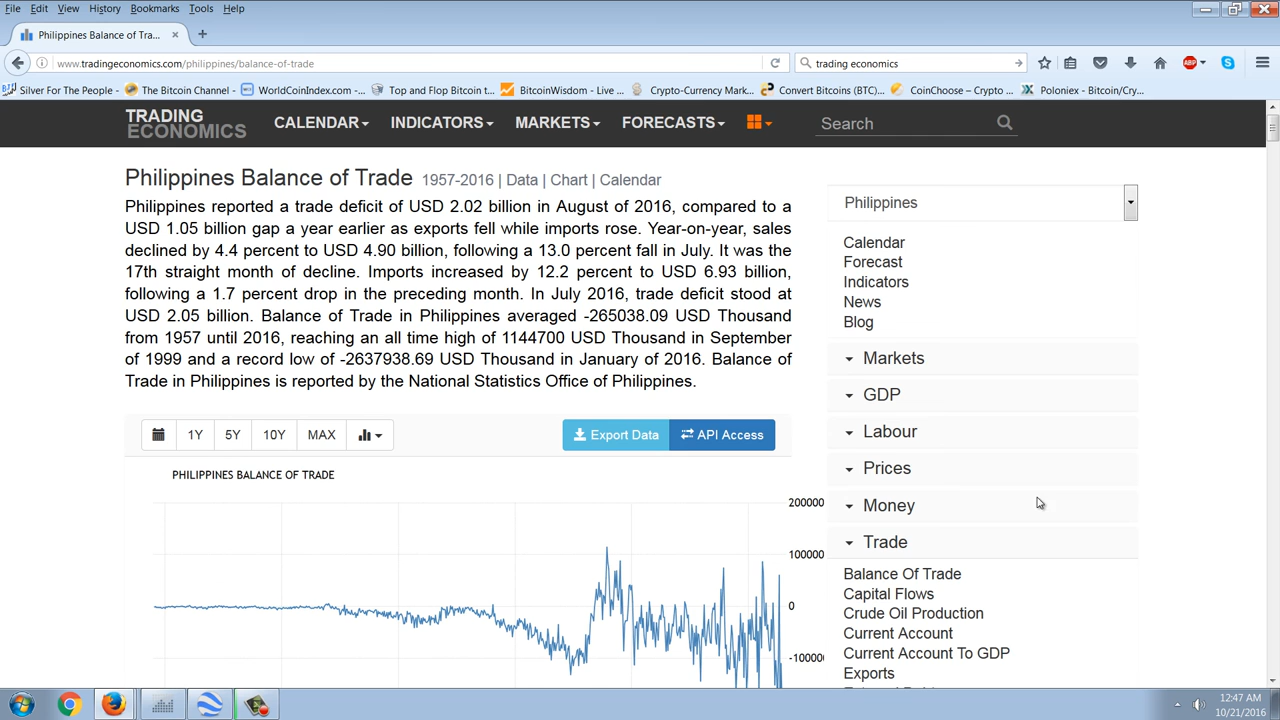 File Edit View History Bookmarks Tools Help
Philippines Balance of Tra...
www.tradingeconomics.com/philippines/balance-of-trade
trading economics
ABP
Silver For The People - The Bitcoin Channel - WorldCoinIndex.com -... Top and Flop Bitcoin t... BitcoinWisdom - Live ... Crypto-Currency Mark... Convert Bitcoins (BTC)... CoinChoose – Crypto ... Poloniex - Bitcoin/Cry...
TRADING
ECONOMICS
CALENDAR INDICATORS MARKETS FORECASTS Search
Philippines Balance of Trade 1957-2016 | Data | Chart | Calendar
Philippines reported a trade deficit of USD 2.02 billion in August of 2016, compared to a
USD 1.05 billion gap a year earlier as exports fell while imports rose. Year-on-year, sales
declined by 4.4 percent to USD 4.90 billion, following a 13.0 percent fall in July. It was the
17th straight month of decline. Imports increased by 12.2 percent to USD 6.93 billion,
following a 1.7 percent drop in the preceding month. In July 2016, trade deficit stood at
USD 2.05 billion. Balance of Trade in Philippines averaged -265038.09 USD Thousand
from 1957 until 2016, reaching an all time high of 1144700 USD Thousand in September
of 1999 and a record low of -2637938.69 USD Thousand in January of 2016. Balance of
Trade in Philippines is reported by the National Statistics Office of Philippines.
1Y 5Y 10Y MAX
Export Data API Access
PHILIPPINES BALANCE OF TRADE
200000
100000
0
-100000
Philippines
Calendar
Forecast
Indicators
News
Blog
Markets
GDP
Labour
Prices
Money
Trade
Balance Of Trade
Capital Flows
Crude Oil Production
Current Account
Current Account To GDP
Exports
12:47 AM
10/21/2016